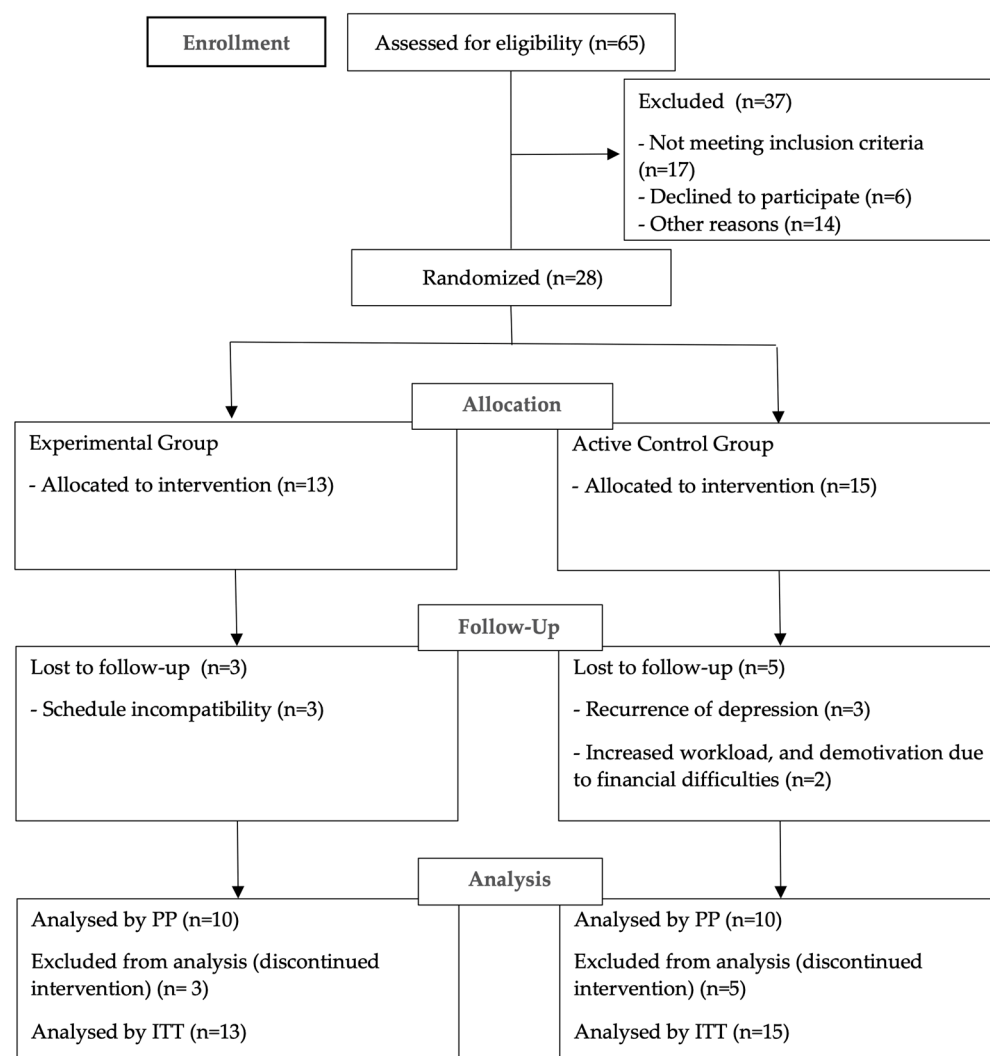 Enrollment
Assessed for eligibility (n=65)
Excluded (n=37)
- Not meeting inclusion criteria
(n=17)
- Declined to participate (n=6)
- Other reasons (n=14)
Randomized (n=28)
Allocation
Experimental Group
- Allocated to intervention (n=13)
Active Control Group
- Allocated to intervention (n=15)
Follow-Up
Lost to follow-up (n=3)
- Schedule incompatibility (n=3)
Lost to follow-up (n=5)
- Recurrence of depression (n=3)
- Increased workload, and demotivation due
to financial difficulties (n=2)
Analysis
Analysed by PP (n=10)
Excluded from analysis (discontinued
intervention) (n= 3)
Analysed by ITT (n=13)
Analysed by PP (n=10)
Excluded from analysis (discontinued
intervention) (n=5)
Analysed by ITT (n=15)